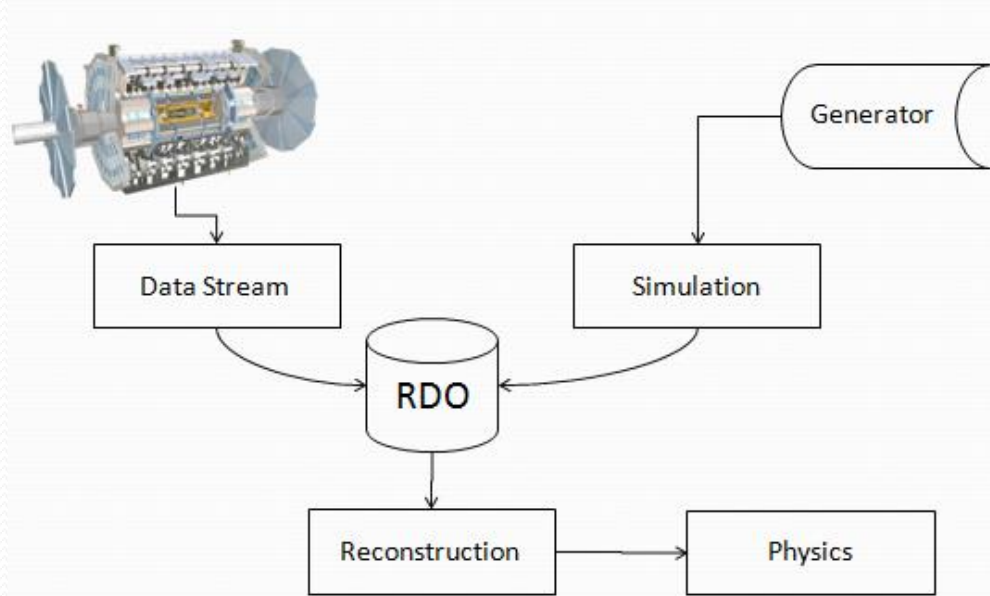 Generator
Data Stream
Simulation
RDO
Reconstruction
Physics